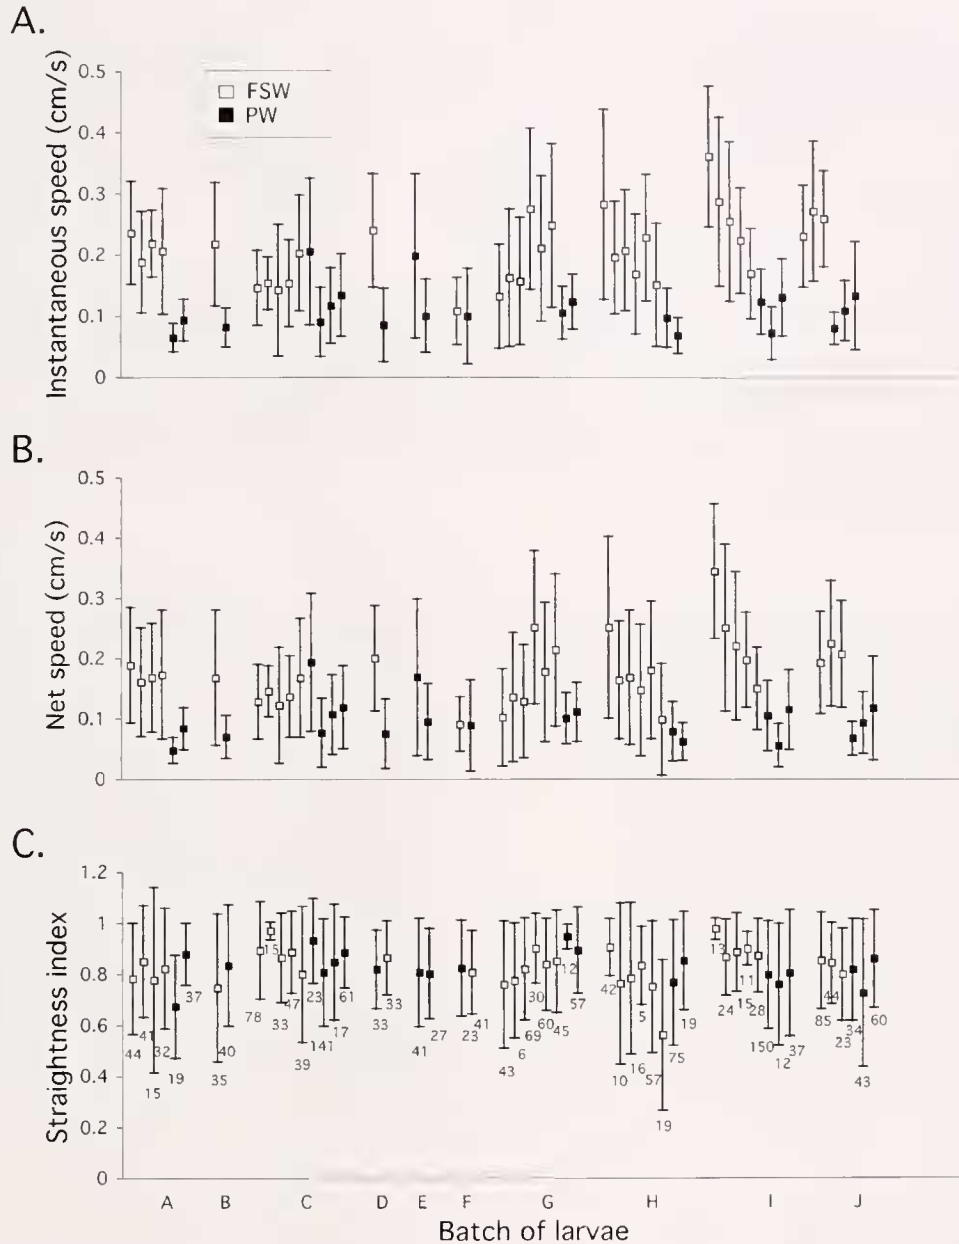 A.
Instantaneous speed (cm/s)
0.5
0.4
0.3
0.2
0.1
0
FSW
PW
B.
Net speed (cm/s)
0.5
0.4
0.3
0.2
0.1
0
C.
Straightness index
1.2
1
0.8
0.6
0.4
0.2
0
44 41 15 32 19 37
35 40
78 15 33 47 39 23 141 17 61
33 33
41 27
23 41
43 6 69 30 60 45 12 57
42 10 16 5 57 19 75 19
13 24 15 11 28 150 12 37
85 44 23 34 43 60
A B C D E F G H I J
Batch of larvae